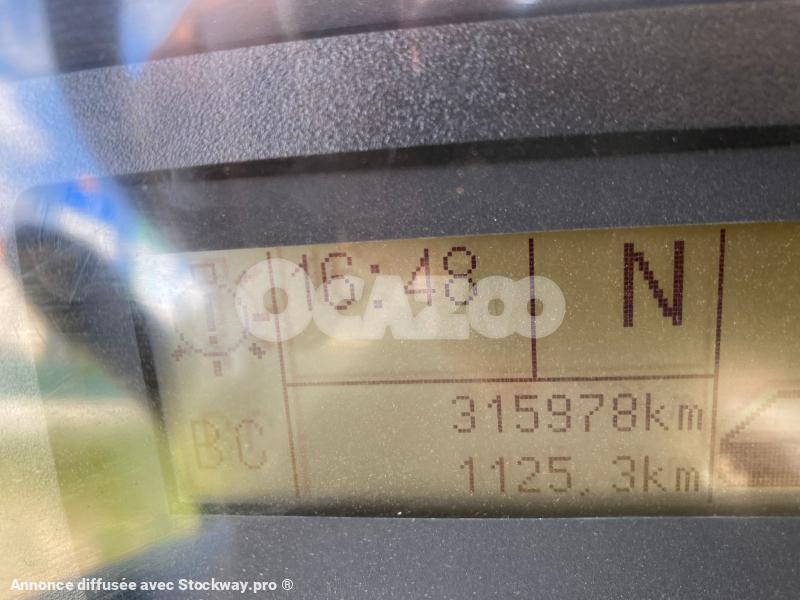 16:48 N
OCAZOO
315978km
BC
1125.3km
Annonce diffusée avec Stockway.pro ®